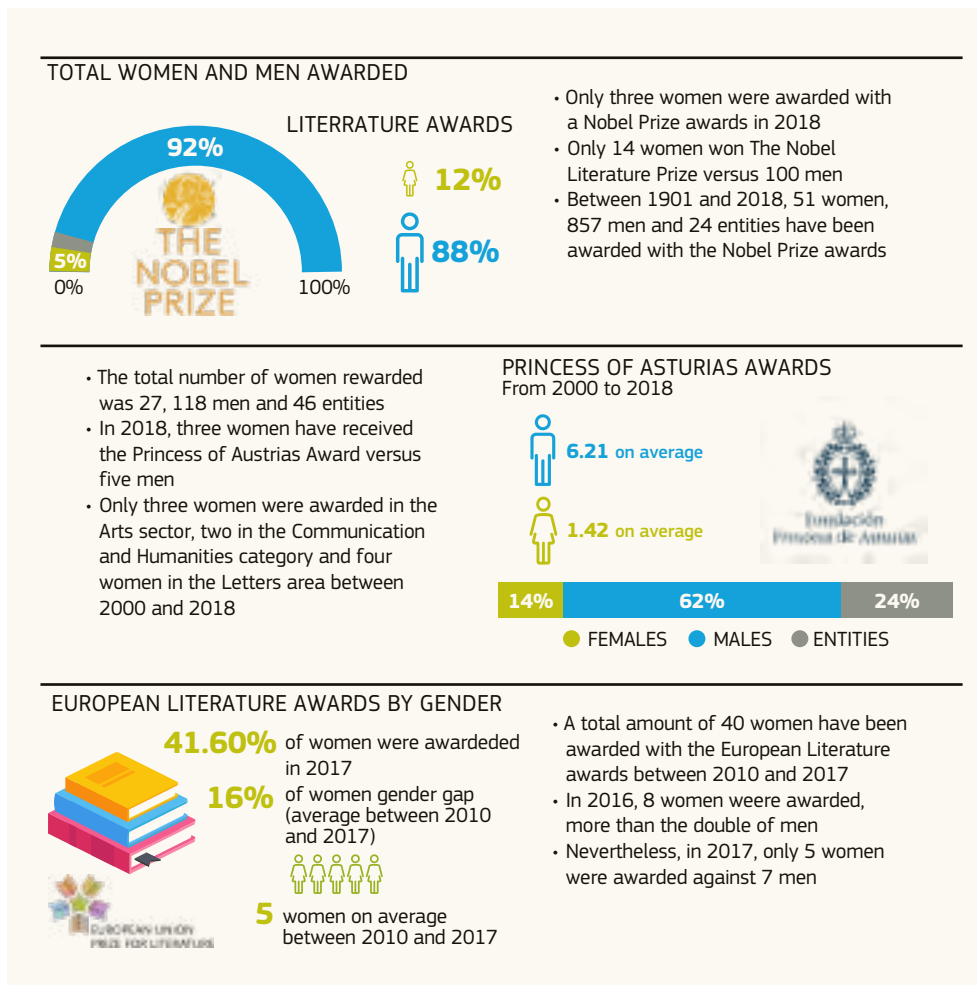 TOTAL WOMEN AND MEN AWARDED
92%
5%
0%
100%
THE
NOBEL
PRIZE
LITERRATURE AWARDS
12%
88%
• Only three women were awarded with
a Nobel Prize awards in 2018
• Only 14 women won The Nobel
Literature Prize versus 100 men
• Between 1901 and 2018, 51 women,
857 men and 24 entities have been
awarded with the Nobel Prize awards
• The total number of women rewarded
was 27, 118 men and 46 entities
• In 2018, three women have received
the Princess of Austrias Award versus
five men
• Only three women were awarded in the
Arts sector, two in the Communication
and Humanities category and four
women in the Letters area between
2000 and 2018
PRINCESS OF ASTURIAS AWARDS
From 2000 to 2018
6.21 on average
1.42 on average
Fundación
Princesa de Asturias
14%
62%
24%
FEMALES
MALES
ENTITIES
EUROPEAN LITERATURE AWARDS BY GENDER
41.60% of women were awardeded
in 2017
16% of women gender gap
(average between 2010
and 2017)
5 women on average
between 2010 and 2017
EUROPEAN UNION
PRIZE FOR LITERATURE
• A total amount of 40 women have been
awarded with the European Literature
awards between 2010 and 2017
• In 2016, 8 women weere awarded,
more than the double of men
• Nevertheless, in 2017, only 5 women
were awarded against 7 men